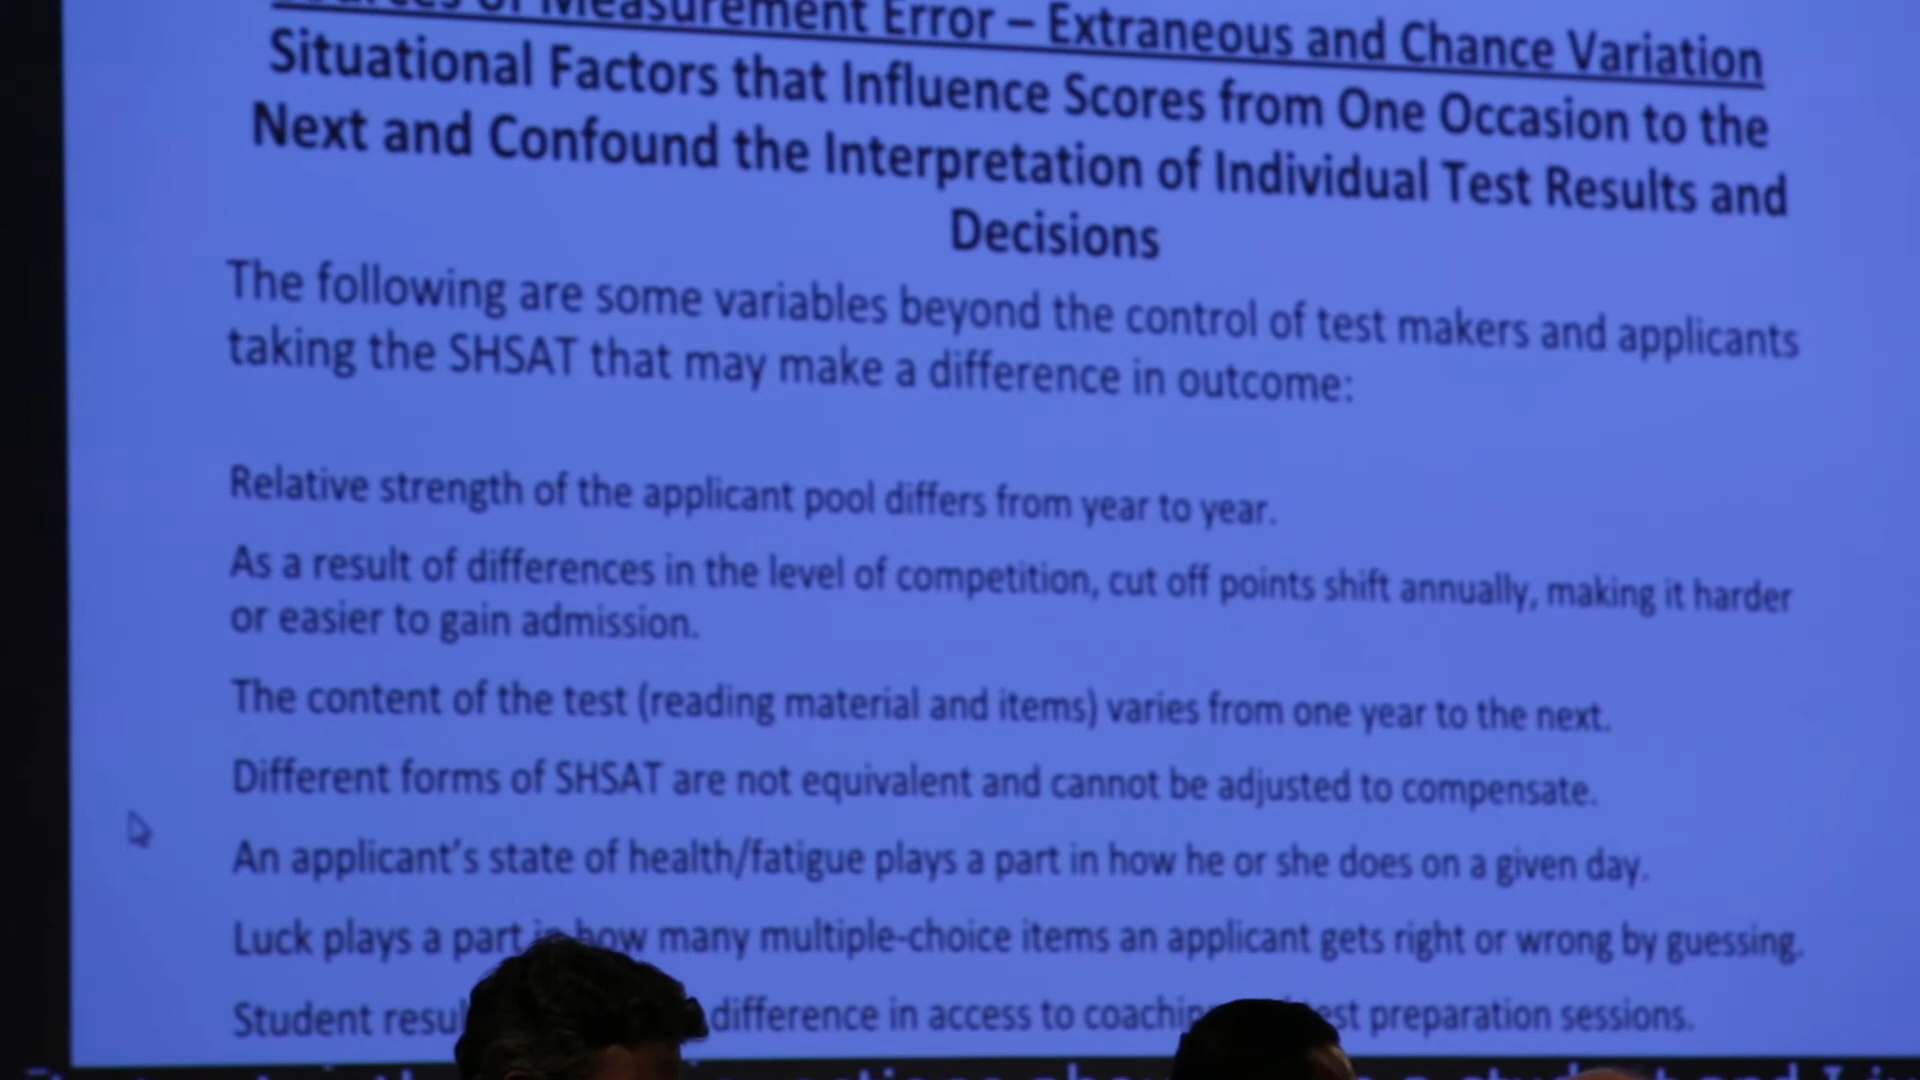 Sources of Measurement Error – Extraneous and Chance Variation
Situational Factors that Influence Scores from One Occasion to the
Next and Confound the Interpretation of Individual Test Results and
Decisions
The following are some variables beyond the control of test makers and applicants
taking the SHSAT that may make a difference in outcome:
Relative strength of the applicant pool differs from year to year.
As a result of differences in the level of competition, cut off points shift annually, making it harder
or easier to gain admission.
The content of the test (reading material and items) varies from one year to the next.
Different forms of SHSAT are not equivalent and cannot be adjusted to compensate.
An applicant's state of health/fatigue plays a part in how he or she does on a given day.
Luck plays a part in how many multiple-choice items an applicant gets right or wrong by guessing.
Student difference in access to coaching preparation sessions.